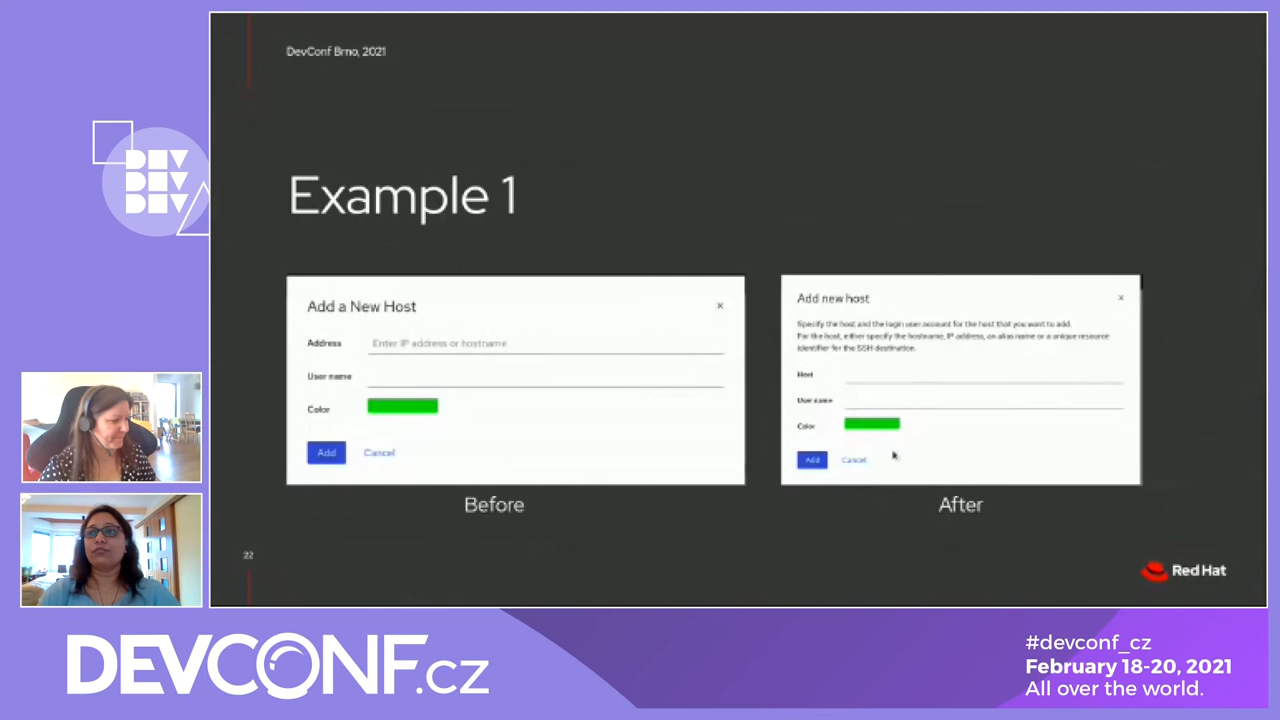 DevConf Brno, 2021
DEV
DEV
DEV
Example 1
Add a New Host
×
Address
Enter IP address or hostname
User name
Color
Add
Cancel
Before
Add new host
×
Specify the host and the login user account for the host that you want to add.
For the host, either specify the hostname, IP address, an alias name or a unique resource
identifier for the SSH destination.
Host
User name
Color
Add
Cancel
After
22
Red Hat
DEVCONF.cz
#devconf_cz
February 18-20, 2021
All over the world.